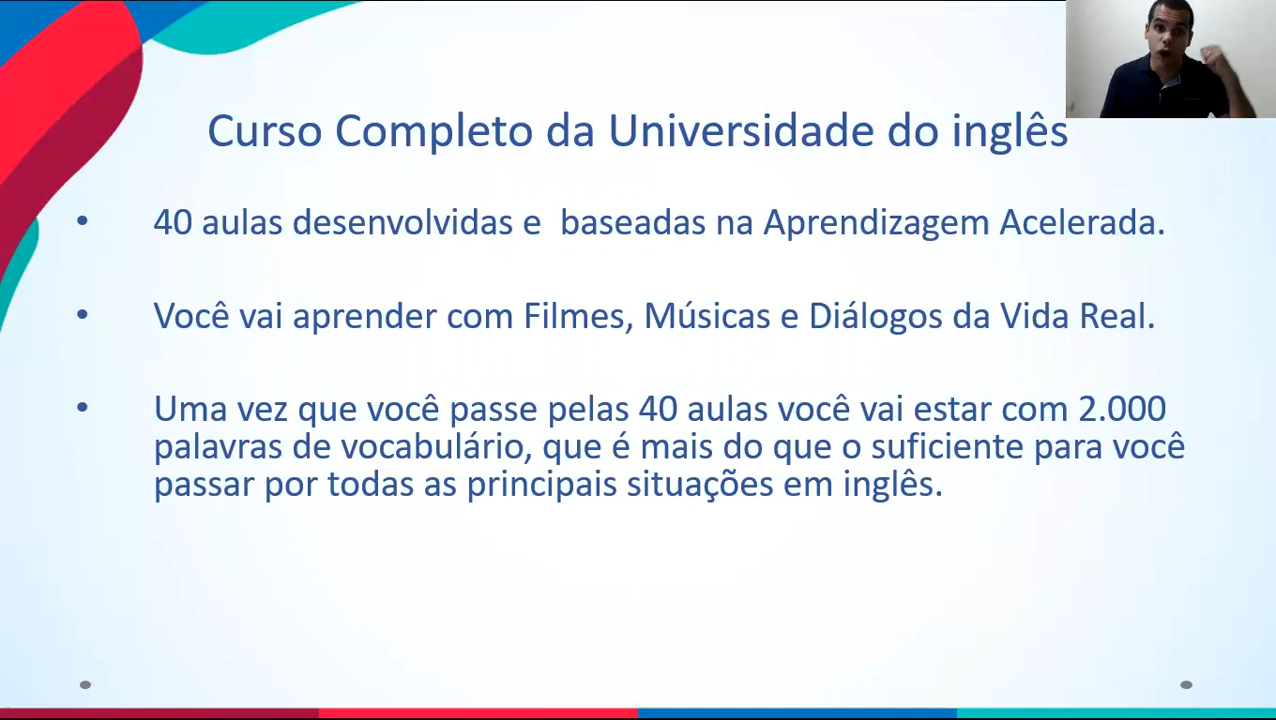 Curso Completo da Universidade do inglês
• 40 aulas desenvolvidas e  baseadas na Aprendizagem Acelerada.
• Você vai aprender com Filmes, Músicas e Diálogos da Vida Real.
• Uma vez que você passe pelas 40 aulas você vai estar com 2.000
palavras de vocabulário, que é mais do que o suficiente para você
passar por todas as principais situações em inglês.